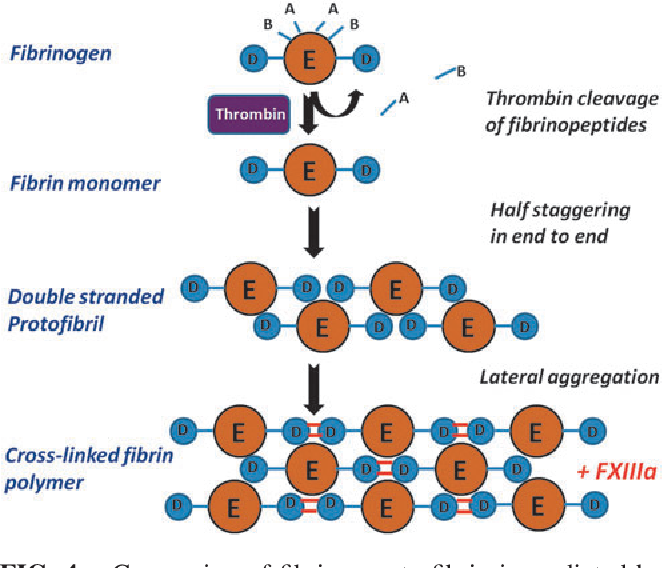 A A
B B
Fibrinogen
D E D
B
A
Thrombin
Thrombin cleavage
of fibrinopeptides
E
D D
Fibrin monomer
Half staggering
in end to end
D E D D E D
Double stranded
Protofibril
D E D D E D
Lateral aggregation
D E D D E D D E D
Cross-linked fibrin
polymer
D E D D E D
+ FXIIIa
D E D D E D D E D